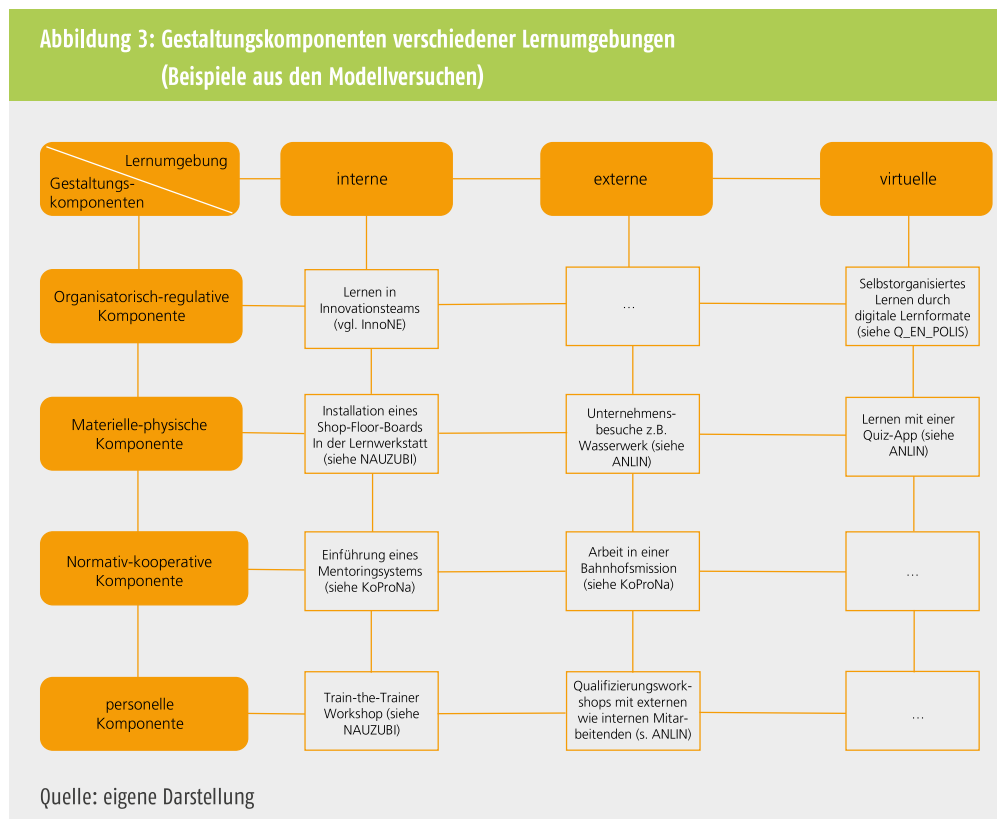 Abbildung 3: Gestaltungskomponenten verschiedener Lernumgebungen
(Beispiele aus den Modellversuchen)
Lernumgebung
Gestaltungs-
komponenten
interne
externe
virtuelle
Organisatorisch-regulative
Komponente
Lernen in
Innovationsteams
(vgl. InnoNE)
...
Selbstorganisiertes
Lernen durch
digitale Lernformate
(siehe Q_EN_POLIS)
Materielle-physische
Komponente
Installation eines
Shop-Floor-Boards
In der Lernwerkstatt
(siehe NAUZUBI)
Unternehmens-
besuche z.B.
Wasserwerk (siehe
ANLIN)
Lernen mit einer
Quiz-App (siehe
ANLIN)
Normativ-kooperative
Komponente
Einführung eines
Mentoringsystems
(siehe KoProNa)
Arbeit in einer
Bahnhofsmission
(siehe KoProNa)
...
personelle
Komponente
Train-the-Trainer
Workshop (siehe
NAUZUBI)
Qualifizierungswork-
shops mit externen
wie internen Mitar-
beitenden (s. ANLIN)
...
Quelle: eigene Darstellung